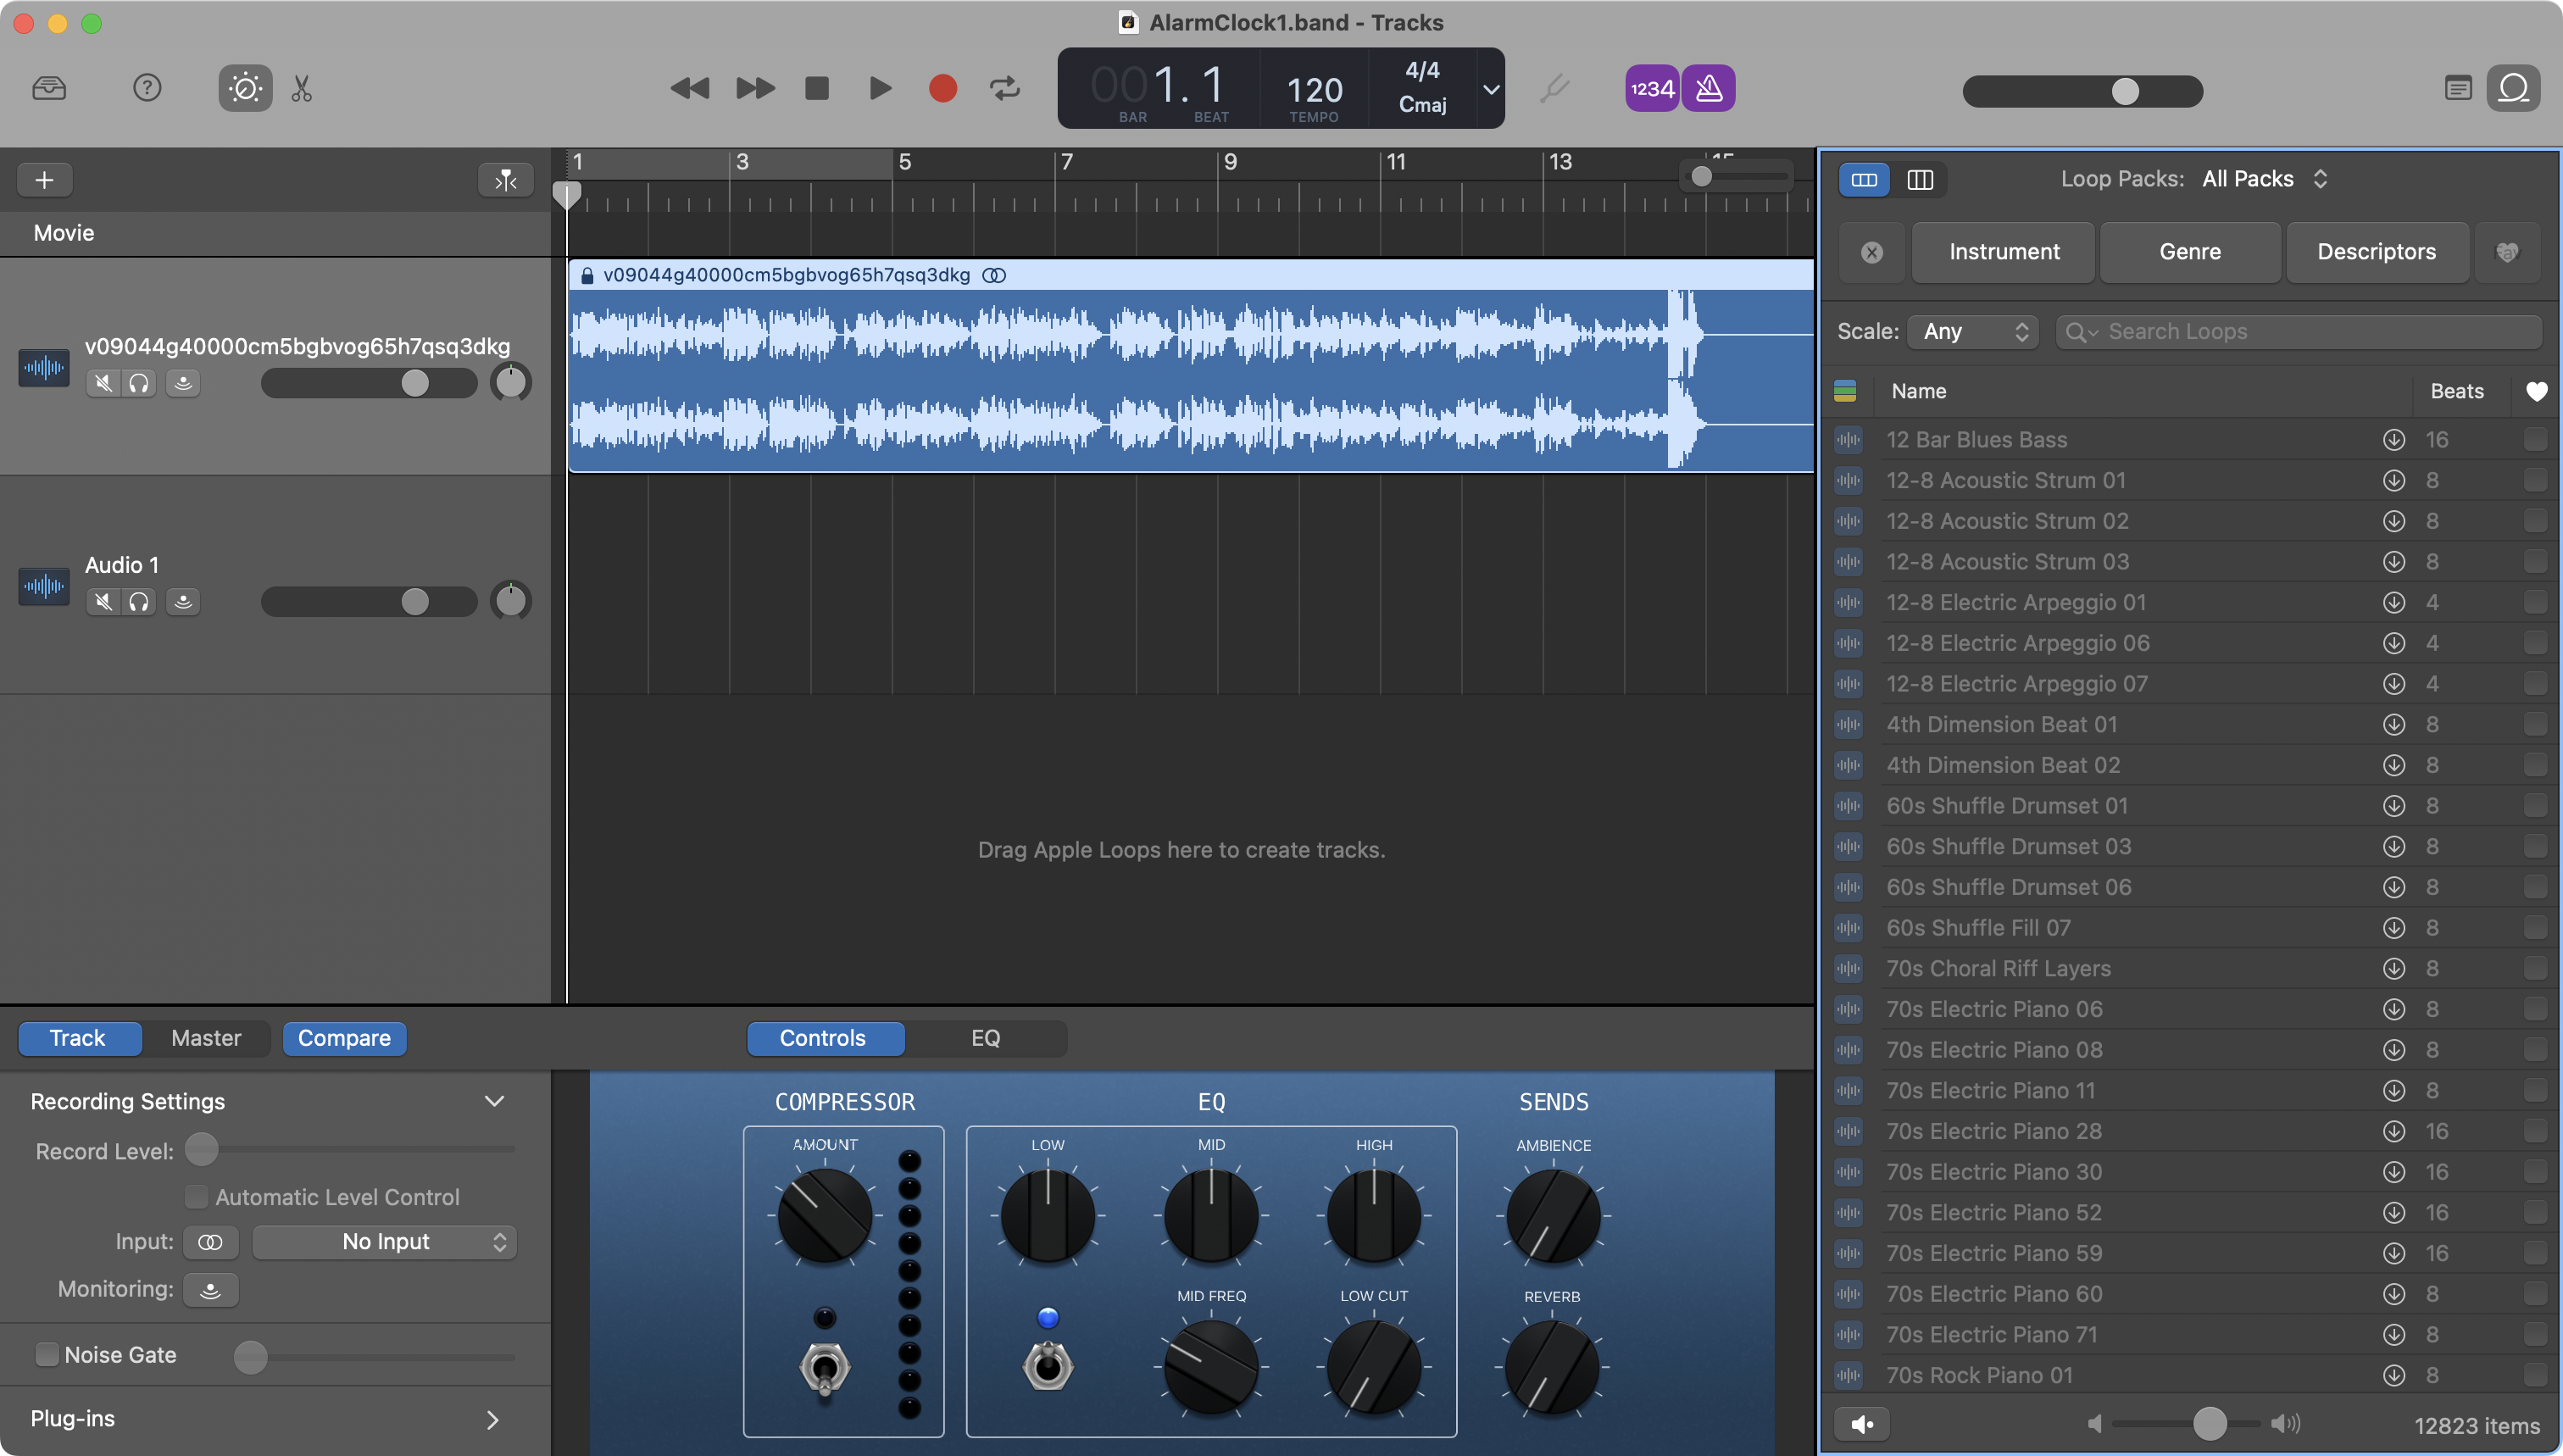 AlarmClock1.band - Tracks
001.1
BAR
BEAT
120
TEMPO
4/4
Cmaj
1234
1
3
5
7
9
11
13
Movie
v09044g40000cm5bgbvog65h7qsq3dkg
v09044g40000cm5bgbvog65h7qsq3dkg
Audio 1
Drag Apple Loops here to create tracks.
Track
Master
Compare
Controls
EQ
Recording Settings
Record Level:
Automatic Level Control
Input:
No Input
Monitoring:
Noise Gate
Plug-ins
COMPRESSOR
AMOUNT
EQ
LOW
MID
HIGH
MID FREQ
LOW CUT
SENDS
AMBIENCE
REVERB
Loop Packs: All Packs
Instrument
Genre
Descriptors
Scale: Any
Search Loops
Name Beats
12 Bar Blues Bass 16
12-8 Acoustic Strum 01 8
12-8 Acoustic Strum 02 8
12-8 Acoustic Strum 03 8
12-8 Electric Arpeggio 01 4
12-8 Electric Arpeggio 06 4
12-8 Electric Arpeggio 07 4
4th Dimension Beat 01 8
4th Dimension Beat 02 8
60s Shuffle Drumset 01 8
60s Shuffle Drumset 03 8
60s Shuffle Drumset 06 8
60s Shuffle Fill 07 8
70s Choral Riff Layers 8
70s Electric Piano 06 8
70s Electric Piano 08 8
70s Electric Piano 11 8
70s Electric Piano 28 16
70s Electric Piano 30 16
70s Electric Piano 52 16
70s Electric Piano 59 16
70s Electric Piano 60 8
70s Electric Piano 71 8
70s Rock Piano 01 8
12823 items